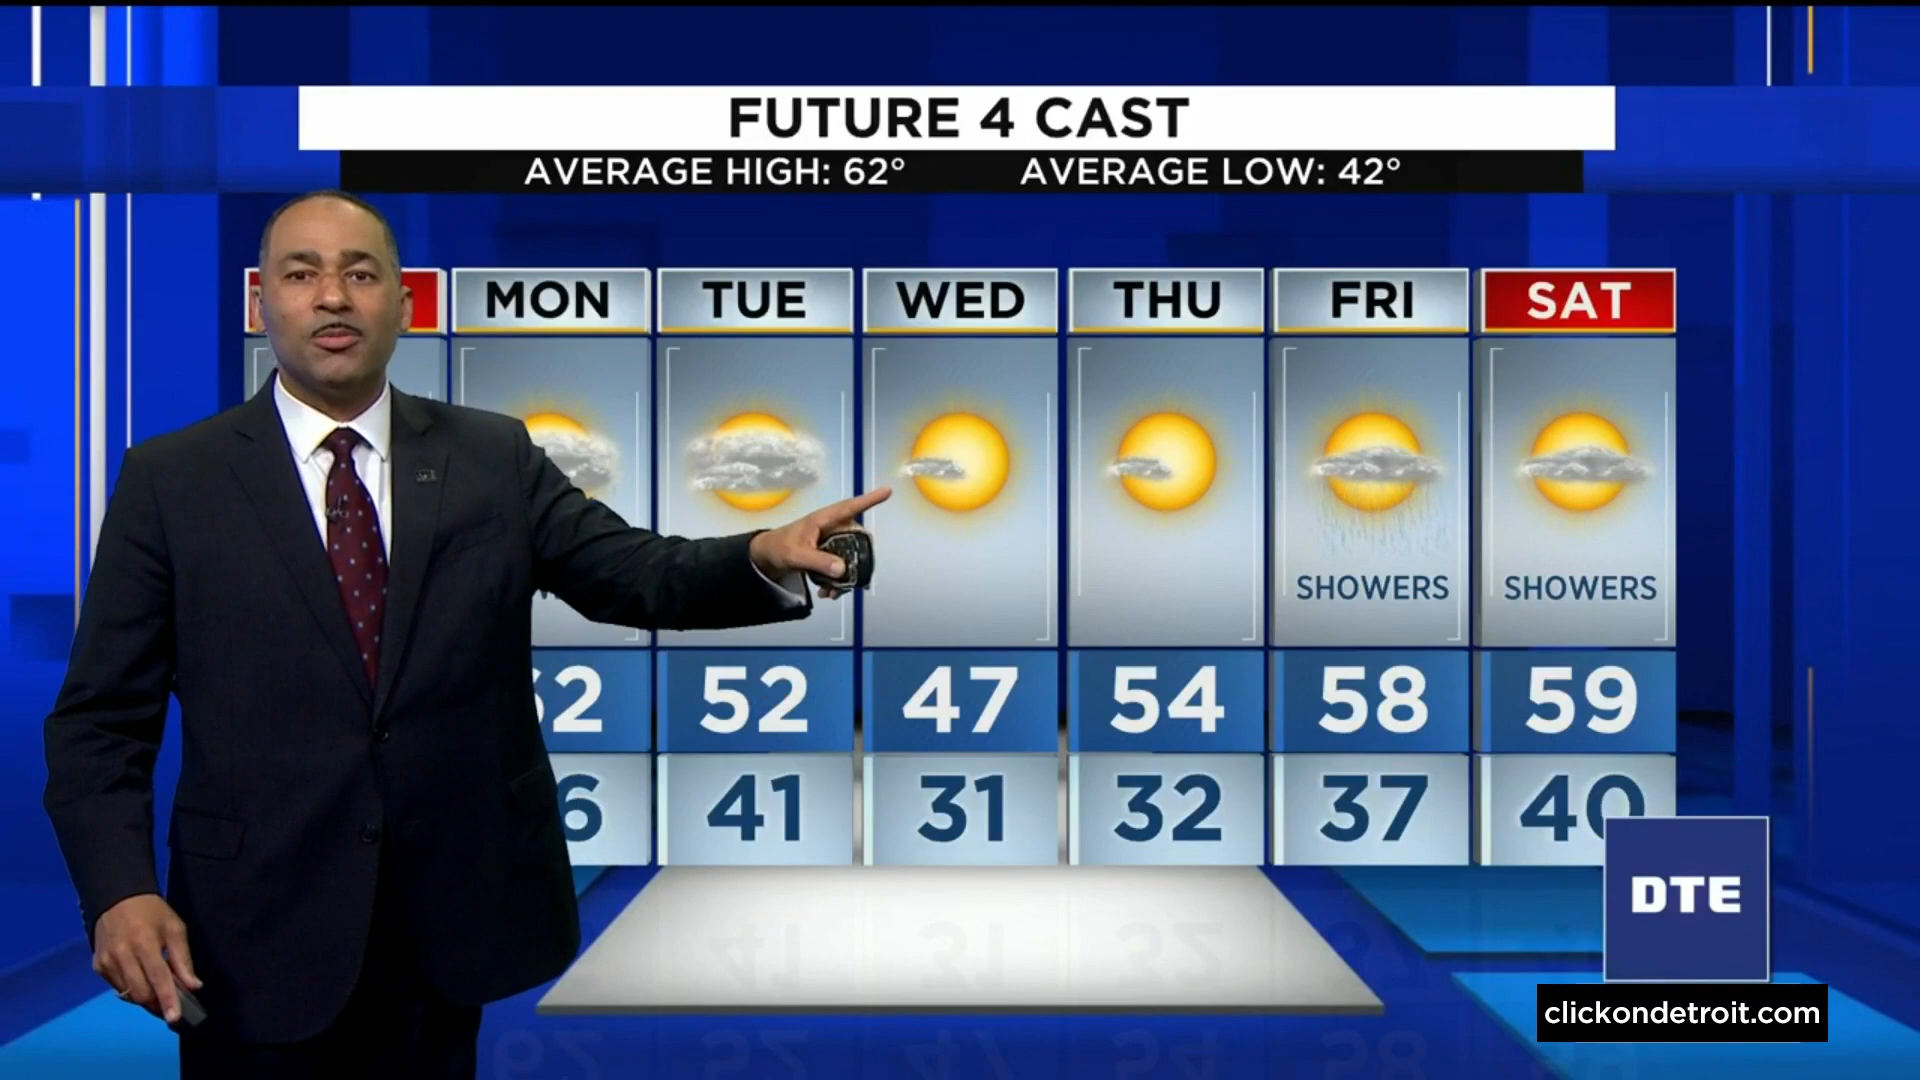 FUTURE 4 CAST
AVERAGE HIGH: 62° AVERAGE LOW: 42°
MON TUE WED THU FRI SAT
SHOWERS SHOWERS
62 52 47 54 58 59
41 31 32 37 40
DTE
clickondetroit.com